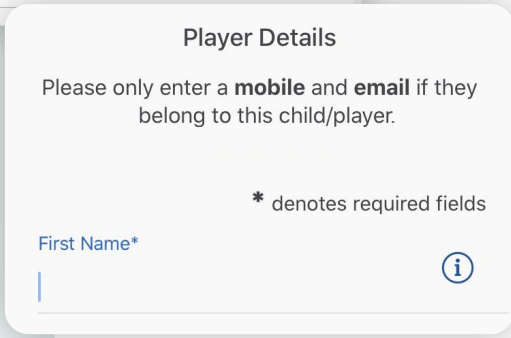 Player Details
Please only enter a mobile and email if they
belong to this child/player.
* denotes required fields
First Name*
i